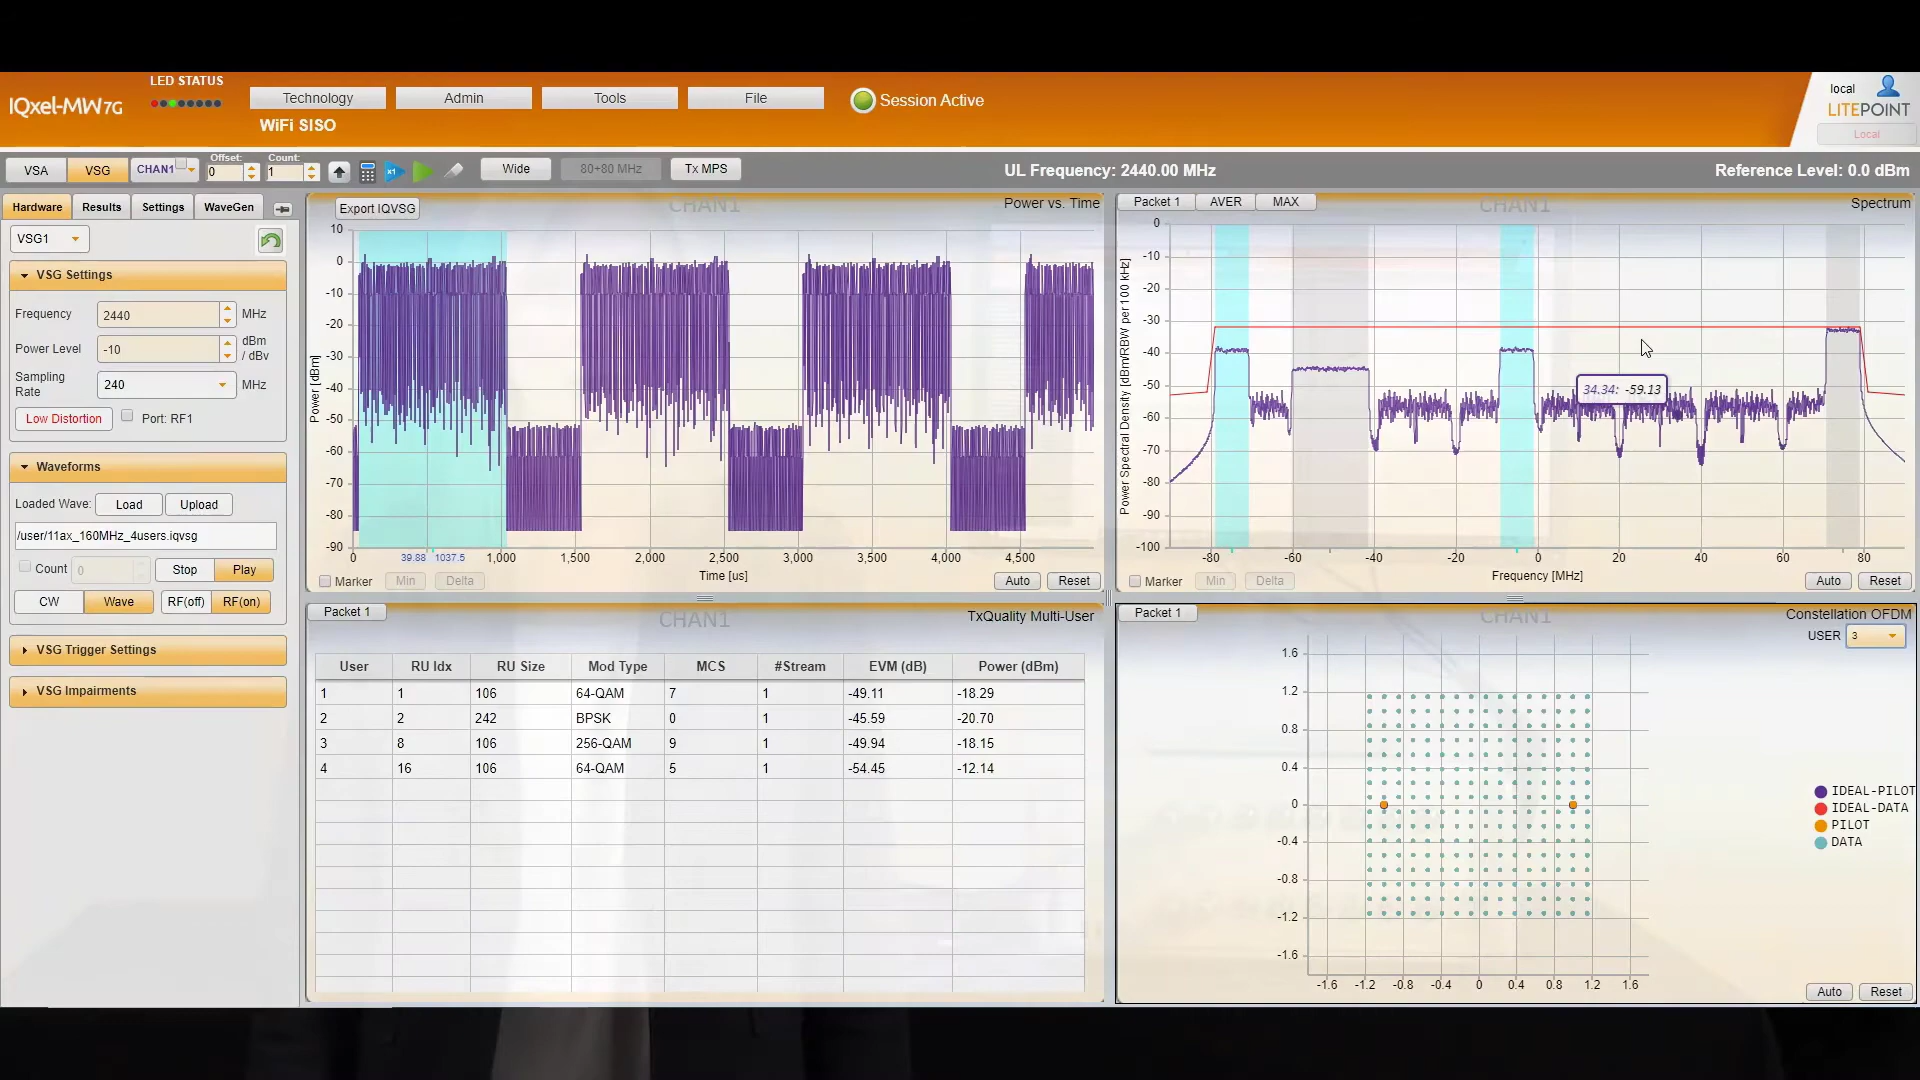 LED STATUS
IQxel-MW 7G
Technology
Admin
Tools
File
Session Active
WiFi SISO
local
LITEPOINT
Local
VSA
VSG
CHAN1
Offset:
0
Count:
1
x1
Wide
80+80 MHz
Tx MPS
UL Frequency: 2440.00 MHz
Reference Level: 0.0 dBm
Hardware
Results
Settings
WaveGen
VSG1
VSG Settings
Frequency 2440 MHz
Power Level -10 dBm / dBv
Sampling Rate 240 MHz
Low Distortion
Port: RF1
Waveforms
Loaded Wave: Load Upload
/user/11ax_160MHz_4users.iqvsg
Count 0 Stop Play
CW Wave RF(off) RF(on)
VSG Trigger Settings
VSG Impairments
Export IQVSG
CHAN1
Power vs. Time
Power [dBm]
10
0
-10
-20
-30
-40
-50
-60
-70
-80
-90
0 39.88 1037.5 1,000 1,500 2,000 2,500 3,000 3,500 4,000 4,500
Time [us]
Marker Min Delta Auto Reset
Packet 1 AVER MAX
CHAN1
Spectrum
Power Spectral Density [dBm/RBW per 100 kHz]
0
-10
-20
-30
-40
-50
-60
-70
-80
-90
-100
34.34: -59.13
-80 -60 -40 -20 0 20 40 60 80
Frequency [MHz]
Marker Min Delta Auto Reset
Packet 1
CHAN1
TxQuality Multi-User
User RU Idx RU Size Mod Type MCS #Stream EVM (dB) Power (dBm)
1 1 106 64-QAM 7 1 -49.11 -18.29
2 2 242 BPSK 0 1 -45.59 -20.70
3 8 106 256-QAM 9 1 -49.94 -18.15
4 16 106 64-QAM 5 1 -54.45 -12.14
Packet 1
CHAN1
Constellation OFDM
USER 3
1.6
1.2
0.8
0.4
0
-0.4
-0.8
-1.2
-1.6
-1.6 -1.2 -0.8 -0.4 0 0.4 0.8 1.2 1.6
IDEAL-PILOT
IDEAL-DATA
PILOT
DATA
Auto Reset